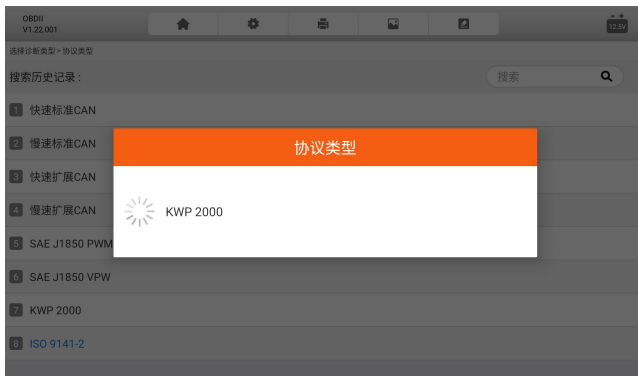 OBDII
V1.22.001
12.5V
选择诊断类型>协议类型
搜索历史记录 :
搜索
1 快速标准CAN
2 慢速标准CAN
协议类型
3 快速扩展CAN
4 慢速扩展CAN
KWP 2000
5 SAE J1850 PWM
6 SAE J1850 VPW
7 KWP 2000
8 ISO 9141-2